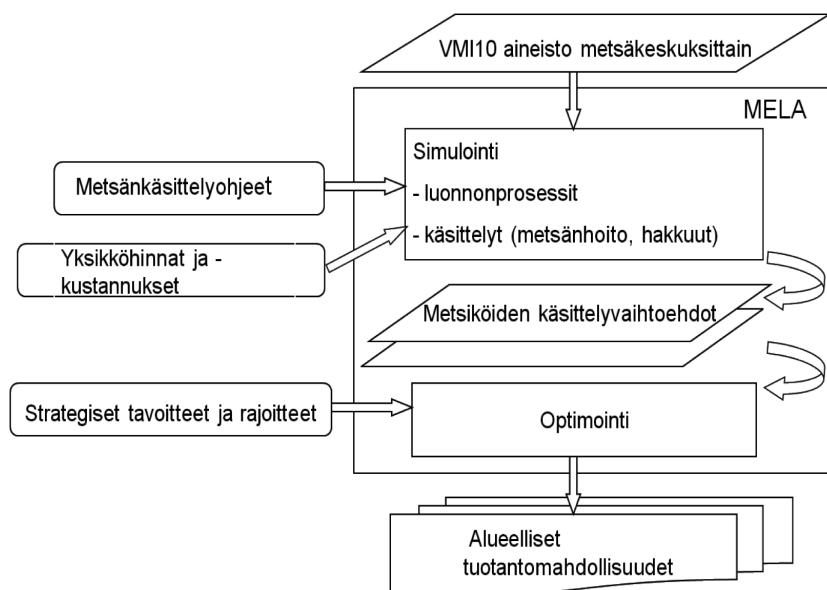 VMI10 aineisto metsäkeskuksittain
MELA
Simulointi
- luonnonprosessit
- käsittelyt (metsänhoito, hakkuut)
Metsänkäsittelyohjeet
Yksikköhinnat ja -
kustannukset
Metsiköiden käsittelyvaihtoehdot
Strategiset tavoitteet ja rajoitteet
Optimointi
Alueelliset
tuotantomahdollisuudet